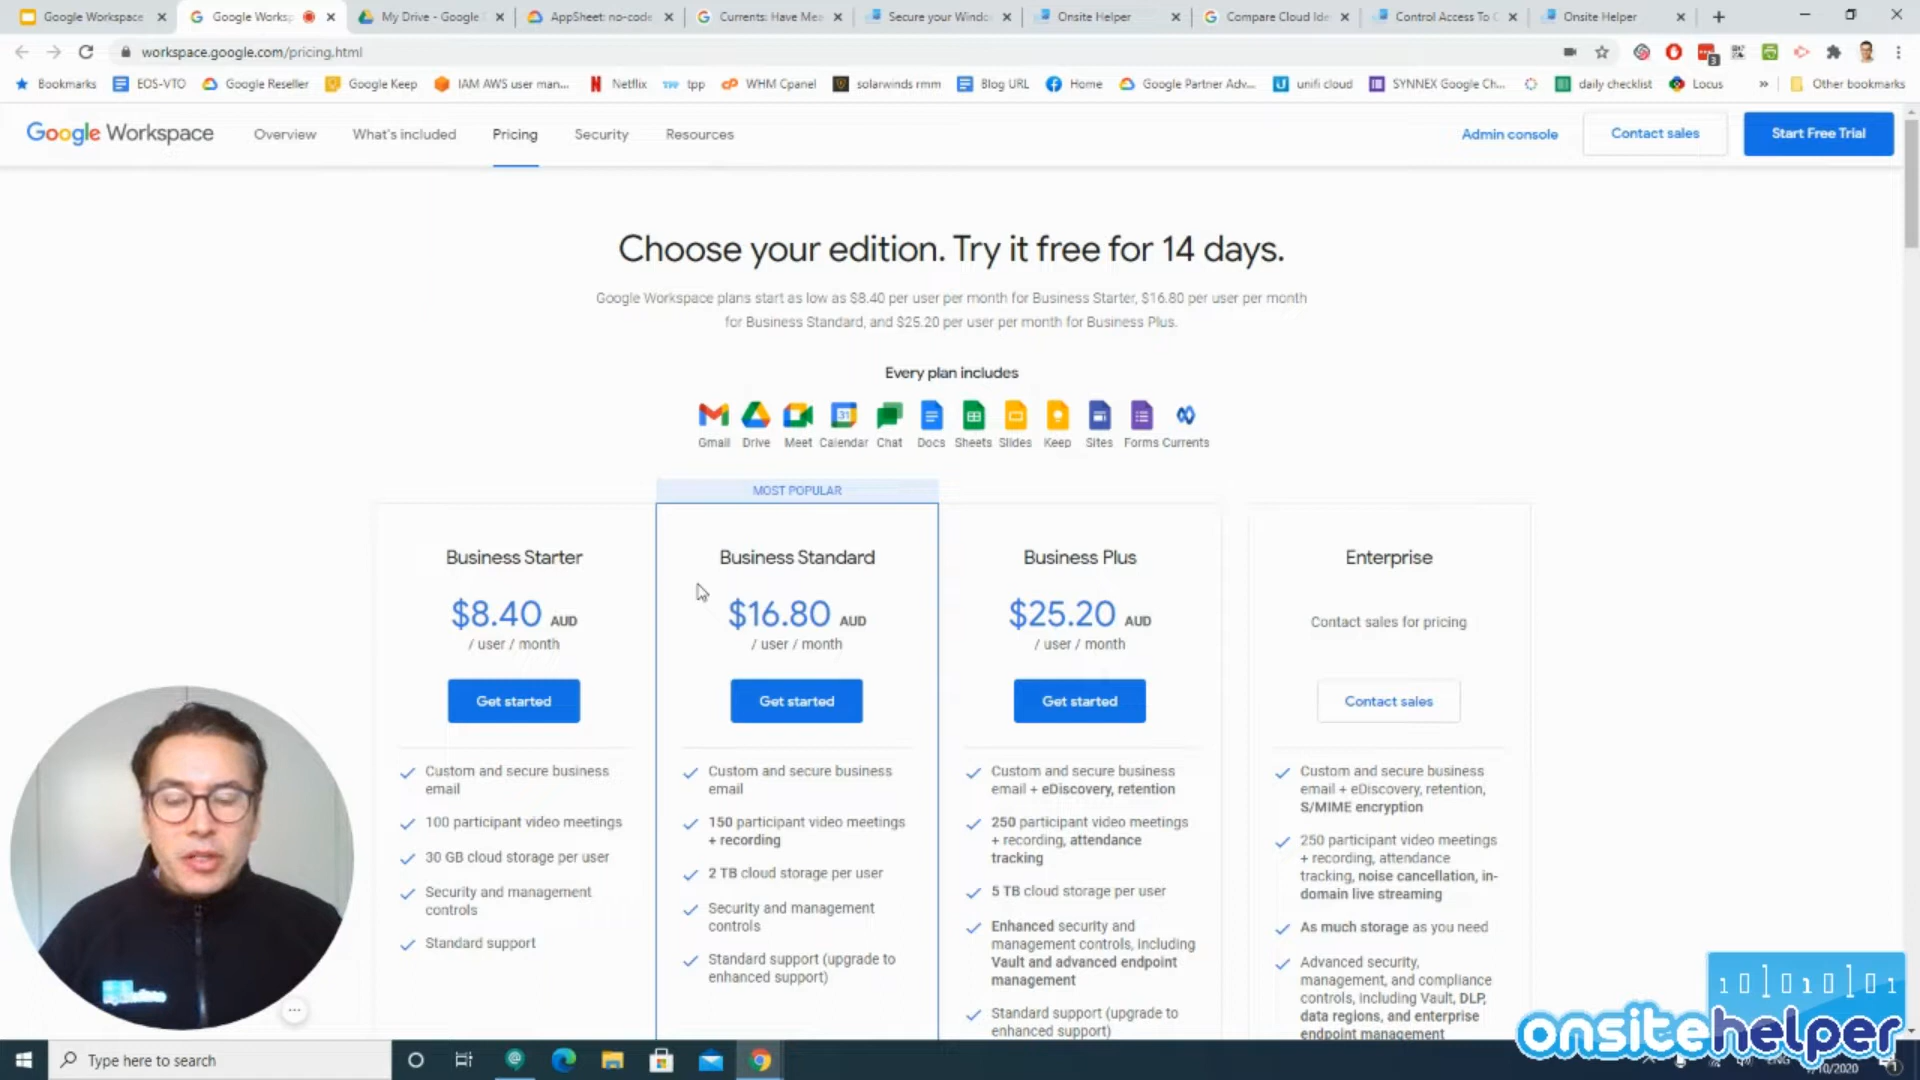 Google Workspace
Google Works
My Drive - Google
AppSheet: no-code
Currents: Have Mea
Secure your Windo
Onsite Helper
Compare Cloud Ide
Control Access To C
Onsite Helper
workspace.google.com/pricing.html
Bookmarks
EOS-VTO
Google Reseller
Google Keep
IAM AWS user man...
Netflix
tpp
WHM Cpanel
solarwinds rmm
Blog URL
Home
Google Partner Adv...
unifi cloud
SYNNEX Google Ch...
daily checklist
Locus
Other bookmarks
Google Workspace
Overview
What's included
Pricing
Security
Resources
Admin console
Contact sales
Start Free Trial
Choose your edition. Try it free for 14 days.
Google Workspace plans start as low as $8.40 per user per month for Business Starter, $16.80 per user per month
for Business Standard, and $25.20 per user per month for Business Plus.
Every plan includes
31
Gmail Drive Meet Calendar Chat Docs Sheets Slides Keep Sites Forms Currents
MOST POPULAR
Business Starter
$8.40 AUD
/ user / month
Get started
Custom and secure business
email
100 participant video meetings
30 GB cloud storage per user
Security and management
controls
Standard support
Business Standard
$16.80 AUD
/ user / month
Get started
Custom and secure business
email
150 participant video meetings
+ recording
2 TB cloud storage per user
Security and management
controls
Standard support (upgrade to
enhanced support)
Business Plus
$25.20 AUD
/ user / month
Get started
Custom and secure business
email + eDiscovery, retention
250 participant video meetings
+ recording, attendance
tracking
5 TB cloud storage per user
Enhanced security and
management controls, including
Vault and advanced endpoint
management
Standard support (upgrade to
enhanced support)
Enterprise
Contact sales for pricing
Contact sales
Custom and secure business
email + eDiscovery, retention,
S/MIME encryption
250 participant video meetings
+ recording, attendance
tracking, noise cancellation, in-
domain live streaming
As much storage as you need
Advanced security,
management, and compliance
controls, including Vault, DLP,
data regions, and enterprise
endpoint management
onsitehelper
Type here to search